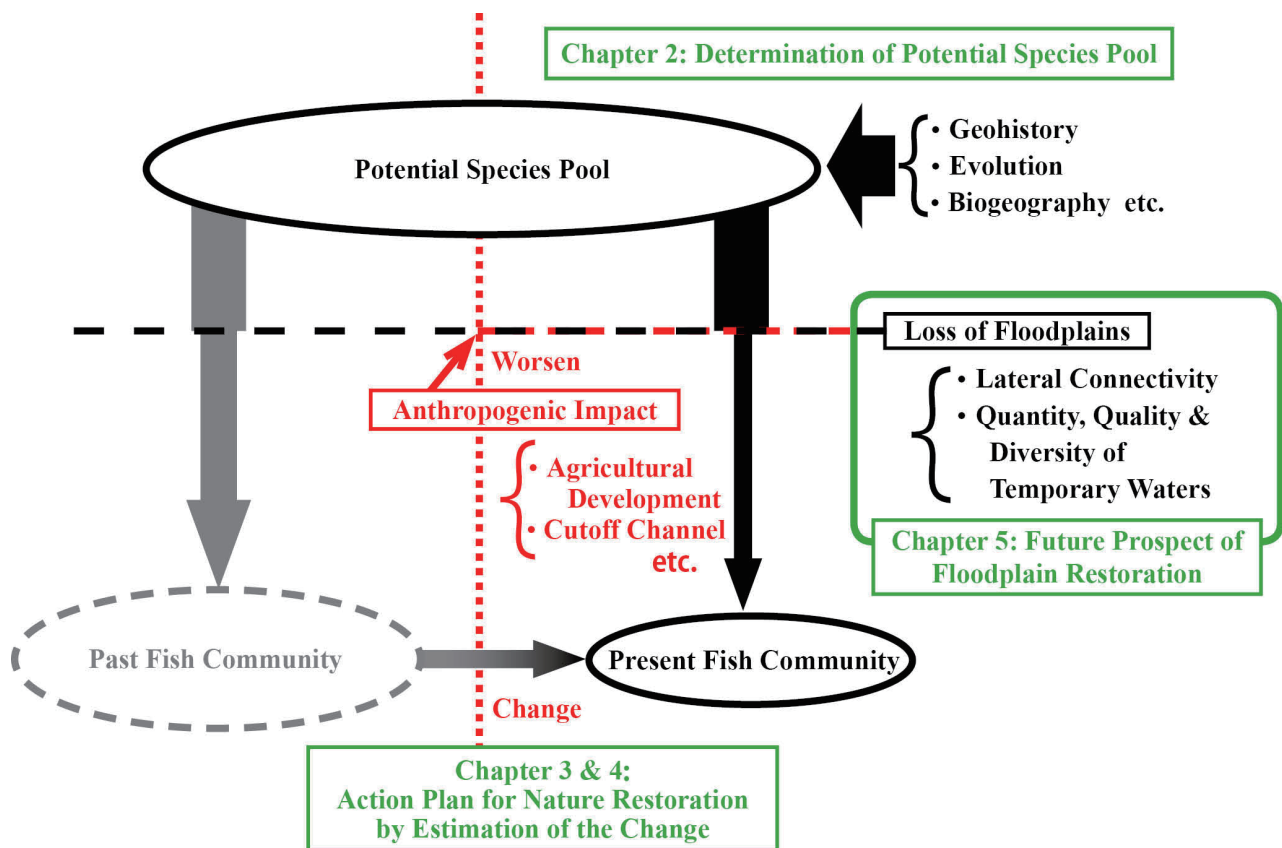 Chapter 2: Determination of Potential Species Pool
Potential Species Pool
• Geohistory
• Evolution
• Biogeography etc.
Loss of Floodplains
• Lateral Connectivity
• Quantity, Quality &
Diversity of
Temporary Waters
Chapter 5: Future Prospect of
Floodplain Restoration
Worsen
Anthropogenic Impact
• Agricultural
Development
• Cutoff Channel
etc.
Past Fish Community
Present Fish Community
Change
Chapter 3 & 4:
Action Plan for Nature Restoration
by Estimation of the Change